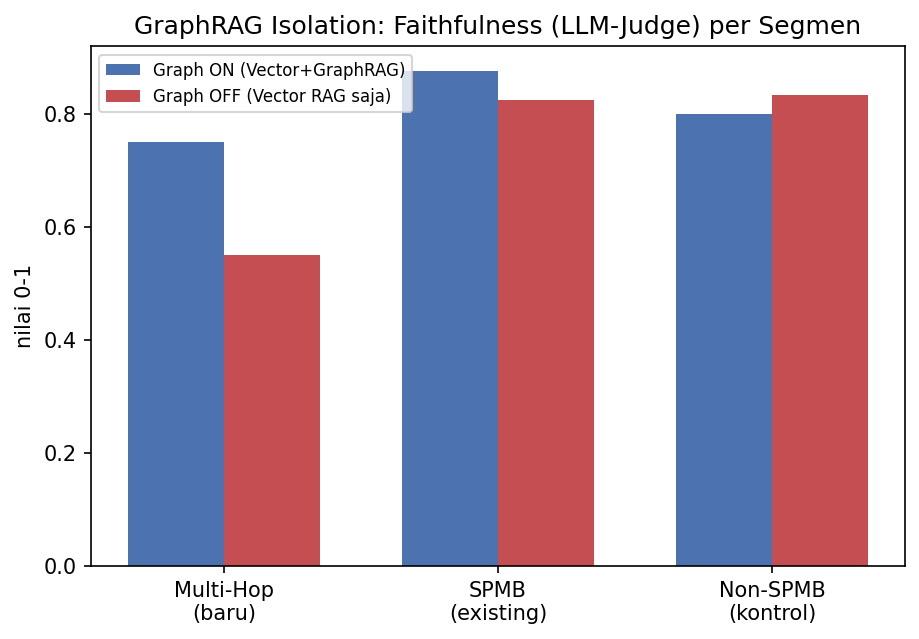 GraphRAG Isolation: Faithfulness (LLM-Judge) per Segmen
Graph ON (Vector+GraphRAG)
Graph OFF (Vector RAG saja)
nilai 0-1
0.8
0.6
0.4
0.2
0.0
Multi-Hop
(baru)
SPMB
(existing)
Non-SPMB
(kontrol)